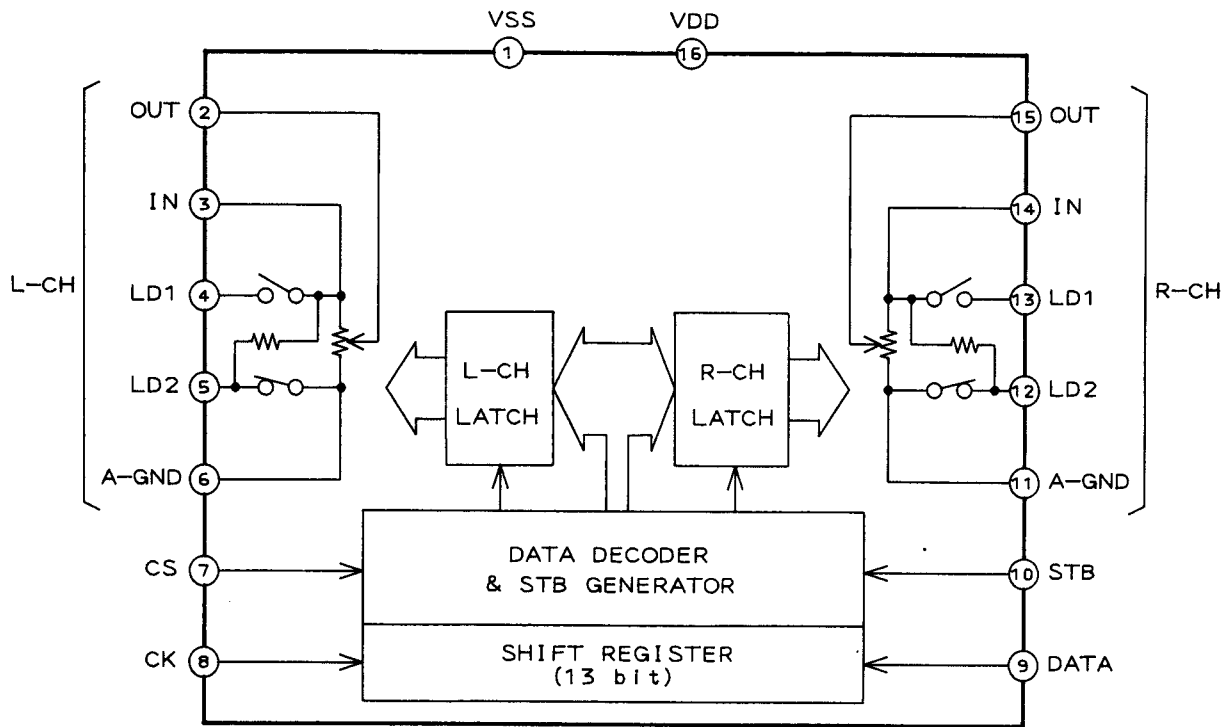 VSS
VDD
1
16
OUT 2
15 OUT
IN 3
14 IN
L-CH
R-CH
LD1 4
13 LD1
LD2 5
12 LD2
L-CH
LATCH
R-CH
LATCH
A-GND 6
11 A-GND
CS 7
DATA DECODER
& STB GENERATOR
10 STB
CK 8
SHIFT REGISTER
(13 bit)
9 DATA